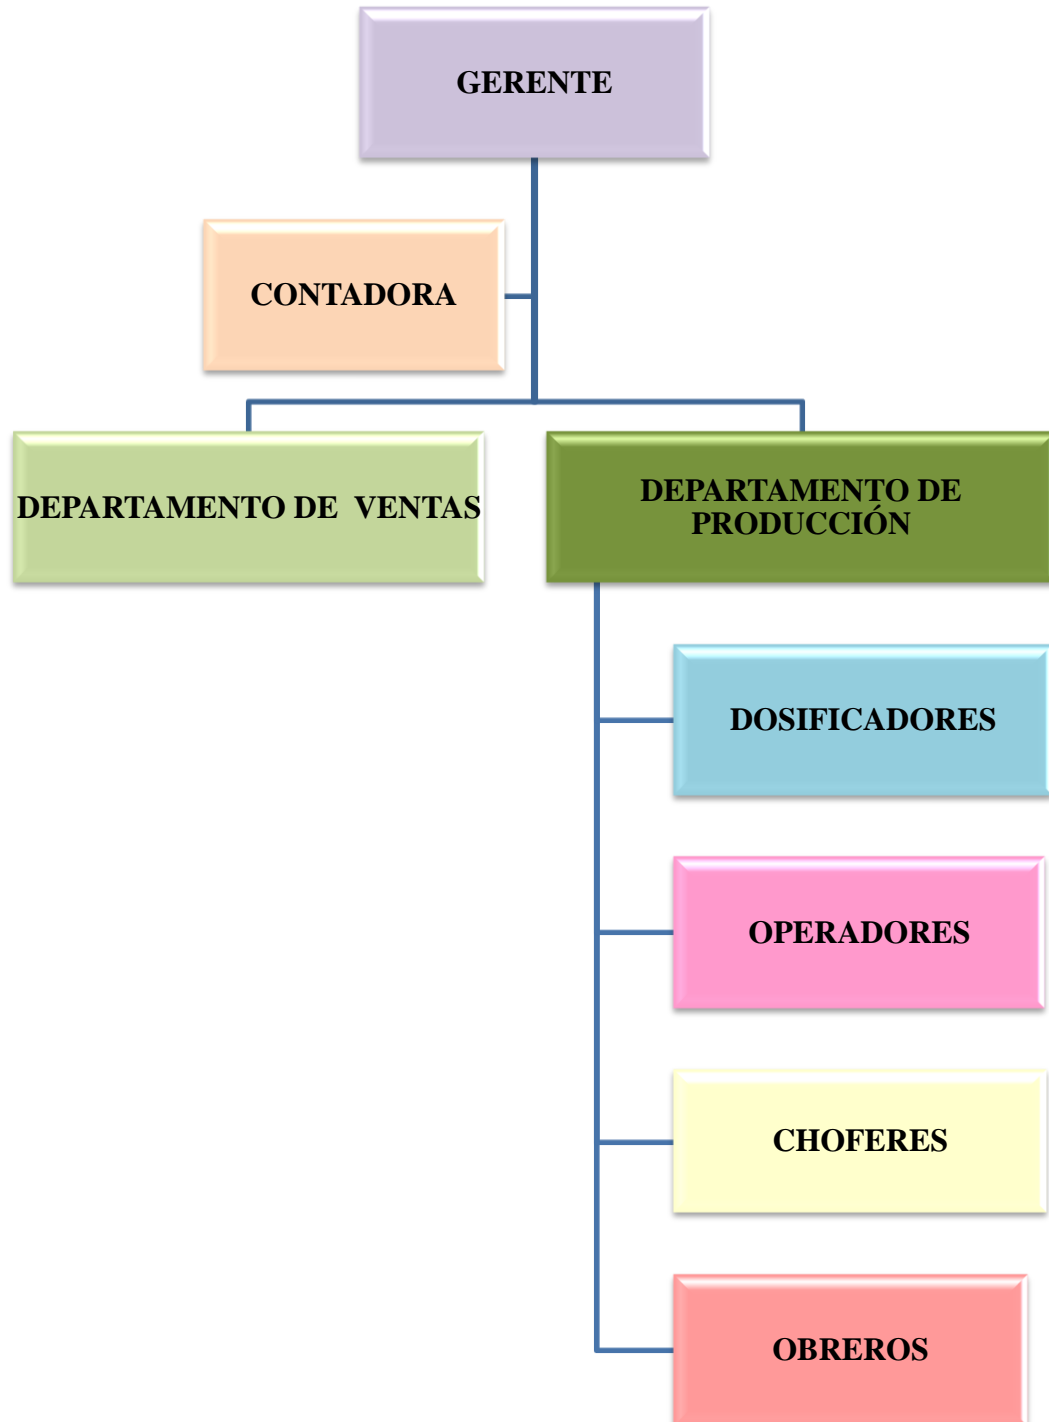 GERENTE
CONTADORA
DEPARTAMENTO DE VENTAS
DEPARTAMENTO DE
PRODUCCIÓN
DOSIFICADORES
OPERADORES
CHOFERES
OBREROS